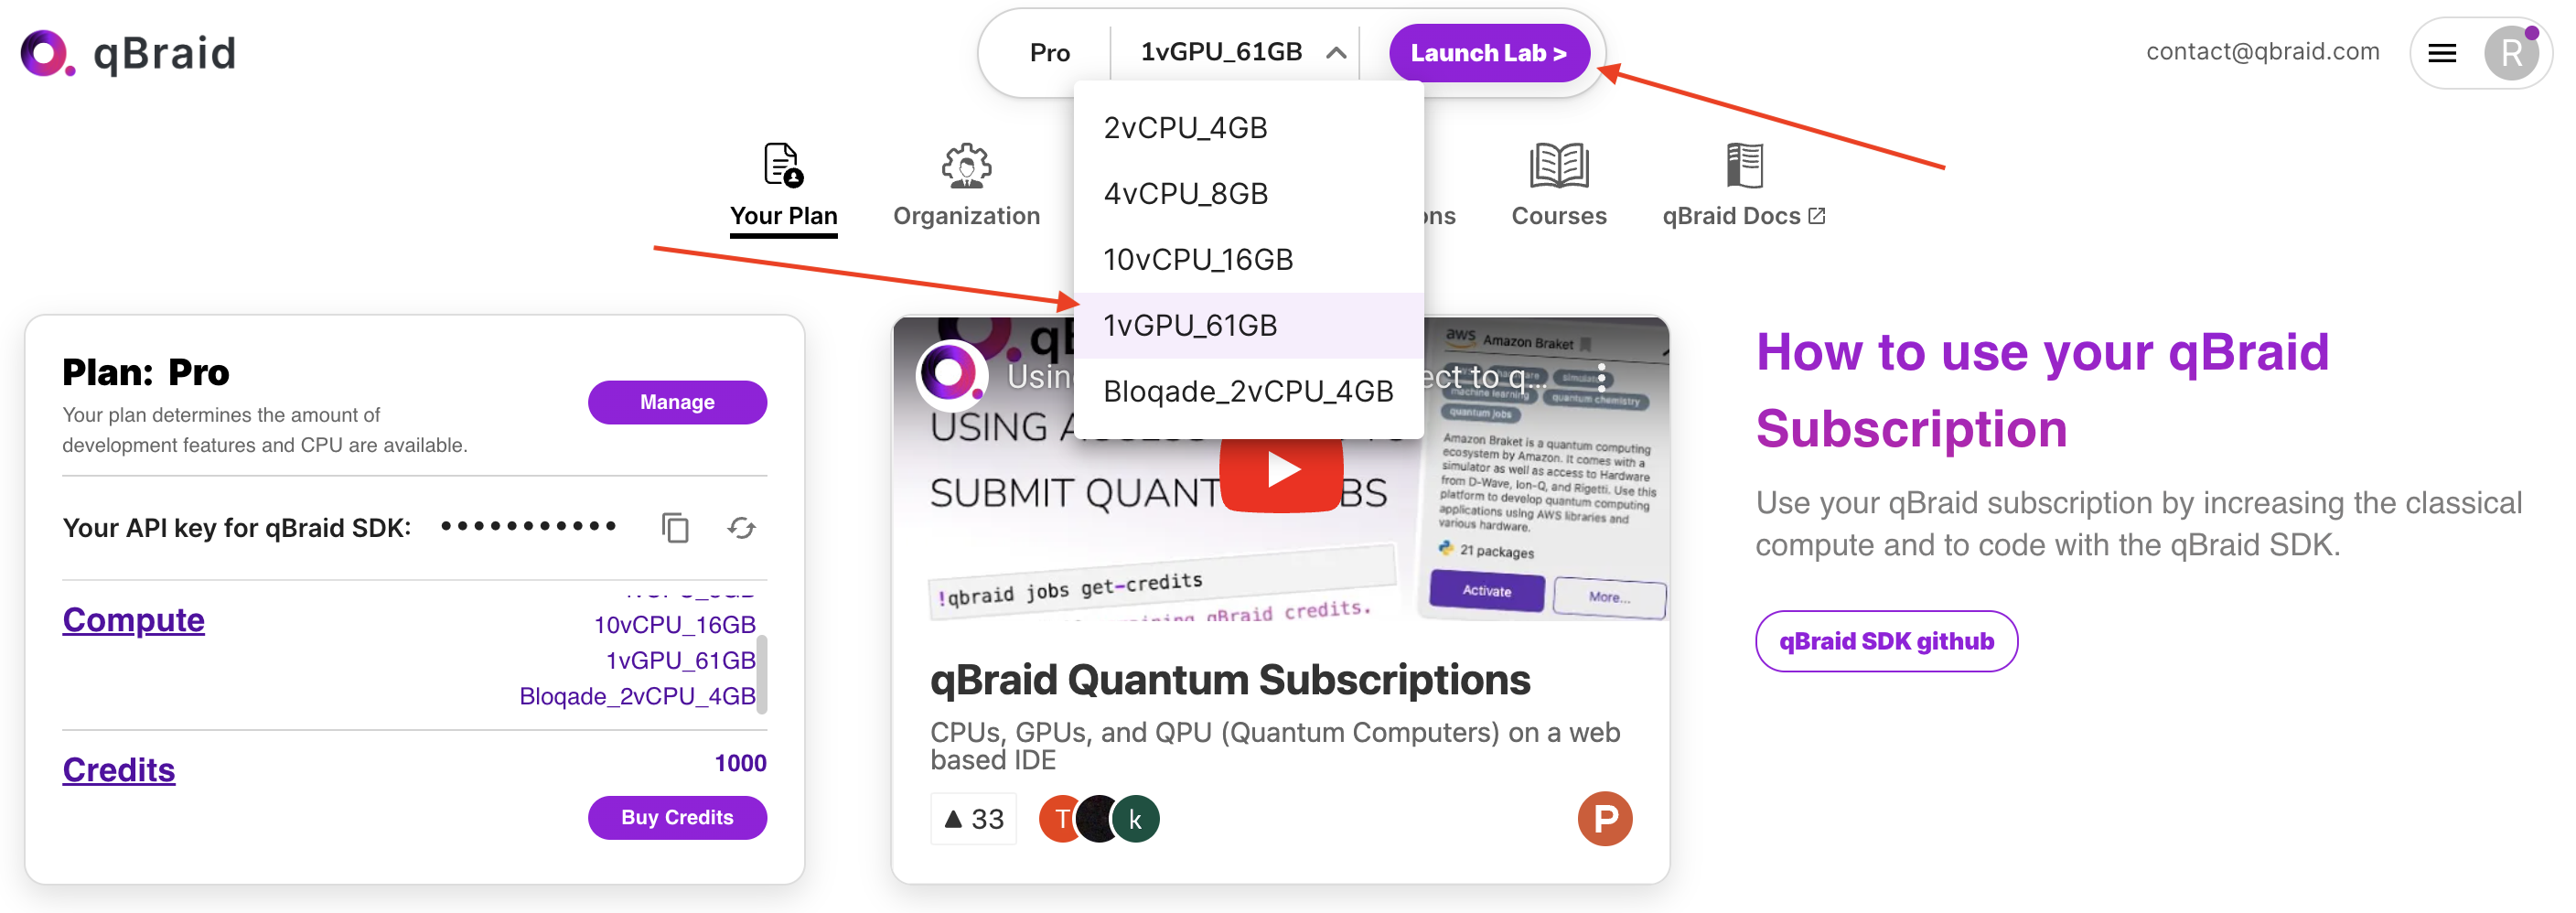 qBraid
Pro
1vGPU_61GB
Launch Lab >
contact@qbraid.com
R
2vCPU_4GB
4vCPU_8GB
10vCPU_16GB
1vGPU_61GB
Bloqade_2vCPU_4GB
Your Plan
Organization
ons
Courses
qBraid Docs
Plan: Pro
Manage
Your plan determines the amount of
development features and CPU are available.
Your API key for qBraid SDK:
Compute
10vCPU_16GB
1vGPU_61GB
Bloqade_2vCPU_4GB
Credits
1000
Buy Credits
Usin
ect to q...
USING A
SUBMIT QUANT
BS
!qbraid jobs get-credits
qBraid credits.
aws
Amazon Braket
machine learning
quantum chemistry
quantum jobs
Amazon Braket is a quantum computing
ecosystem by Amazon. It comes with a
simulator as well as access to Hardware
from D-Wave, Ion-Q, and Rigetti. Use this
platform to develop quantum computing
applications using AWS libraries and
various hardware.
21 packages
Activate
More...
qBraid Quantum Subscriptions
CPUs, GPUs, and QPU (Quantum Computers) on a web
based IDE
33
T
k
P
How to use your qBraid
Subscription
Use your qBraid subscription by increasing the classical
compute and to code with the qBraid SDK.
qBraid SDK github